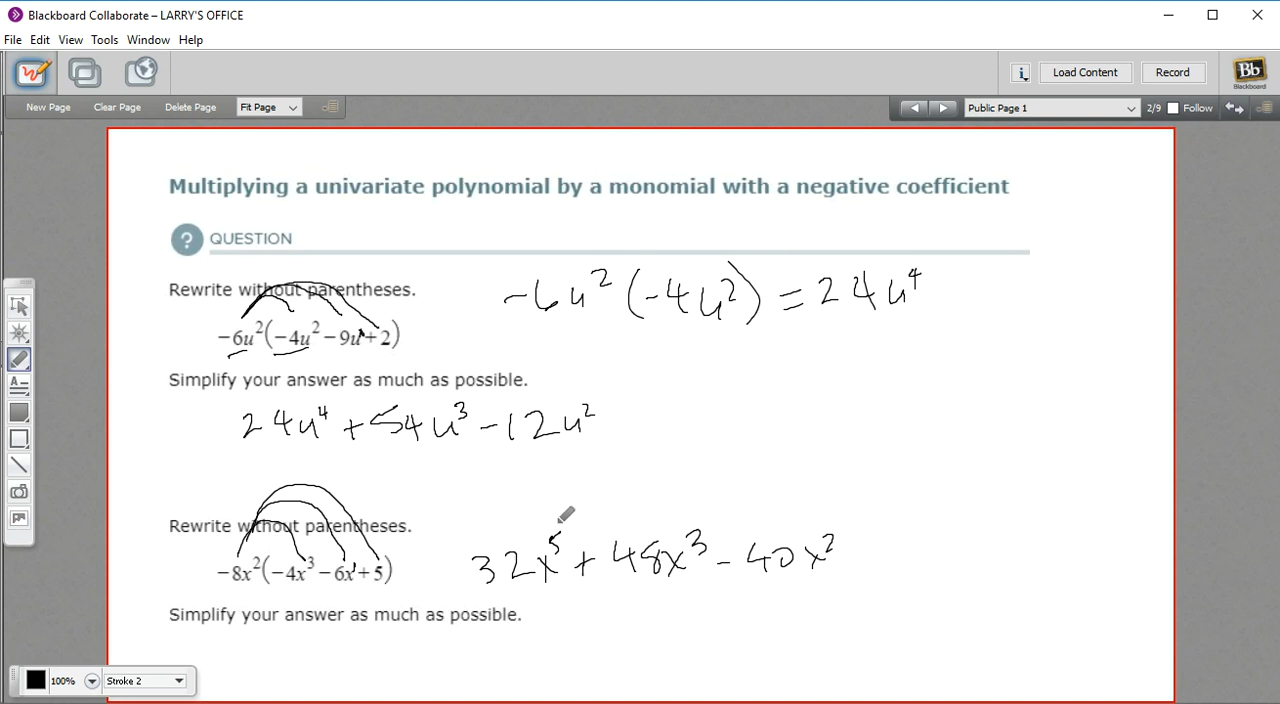 Blackboard Collaborate – LARRY'S OFFICE
File Edit View Tools Window Help
Load Content Record Bb Blackboard
New Page Clear Page Delete Page Fit Page Public Page 1 2/9 Follow
Multiplying a univariate polynomial by a monomial with a negative coefficient
? QUESTION
Rewrite without parentheses.
-6u²(-4u²) = 24u⁴
−6u²(−4u² − 9u¹ + 2)
Simplify your answer as much as possible.
24u⁴ + 54u³ - 12u²
Rewrite without parentheses.
−8x²(−4x³ − 6x¹ + 5)
32x⁵ + 48x³ - 40x²
Simplify your answer as much as possible.
100% Stroke 2